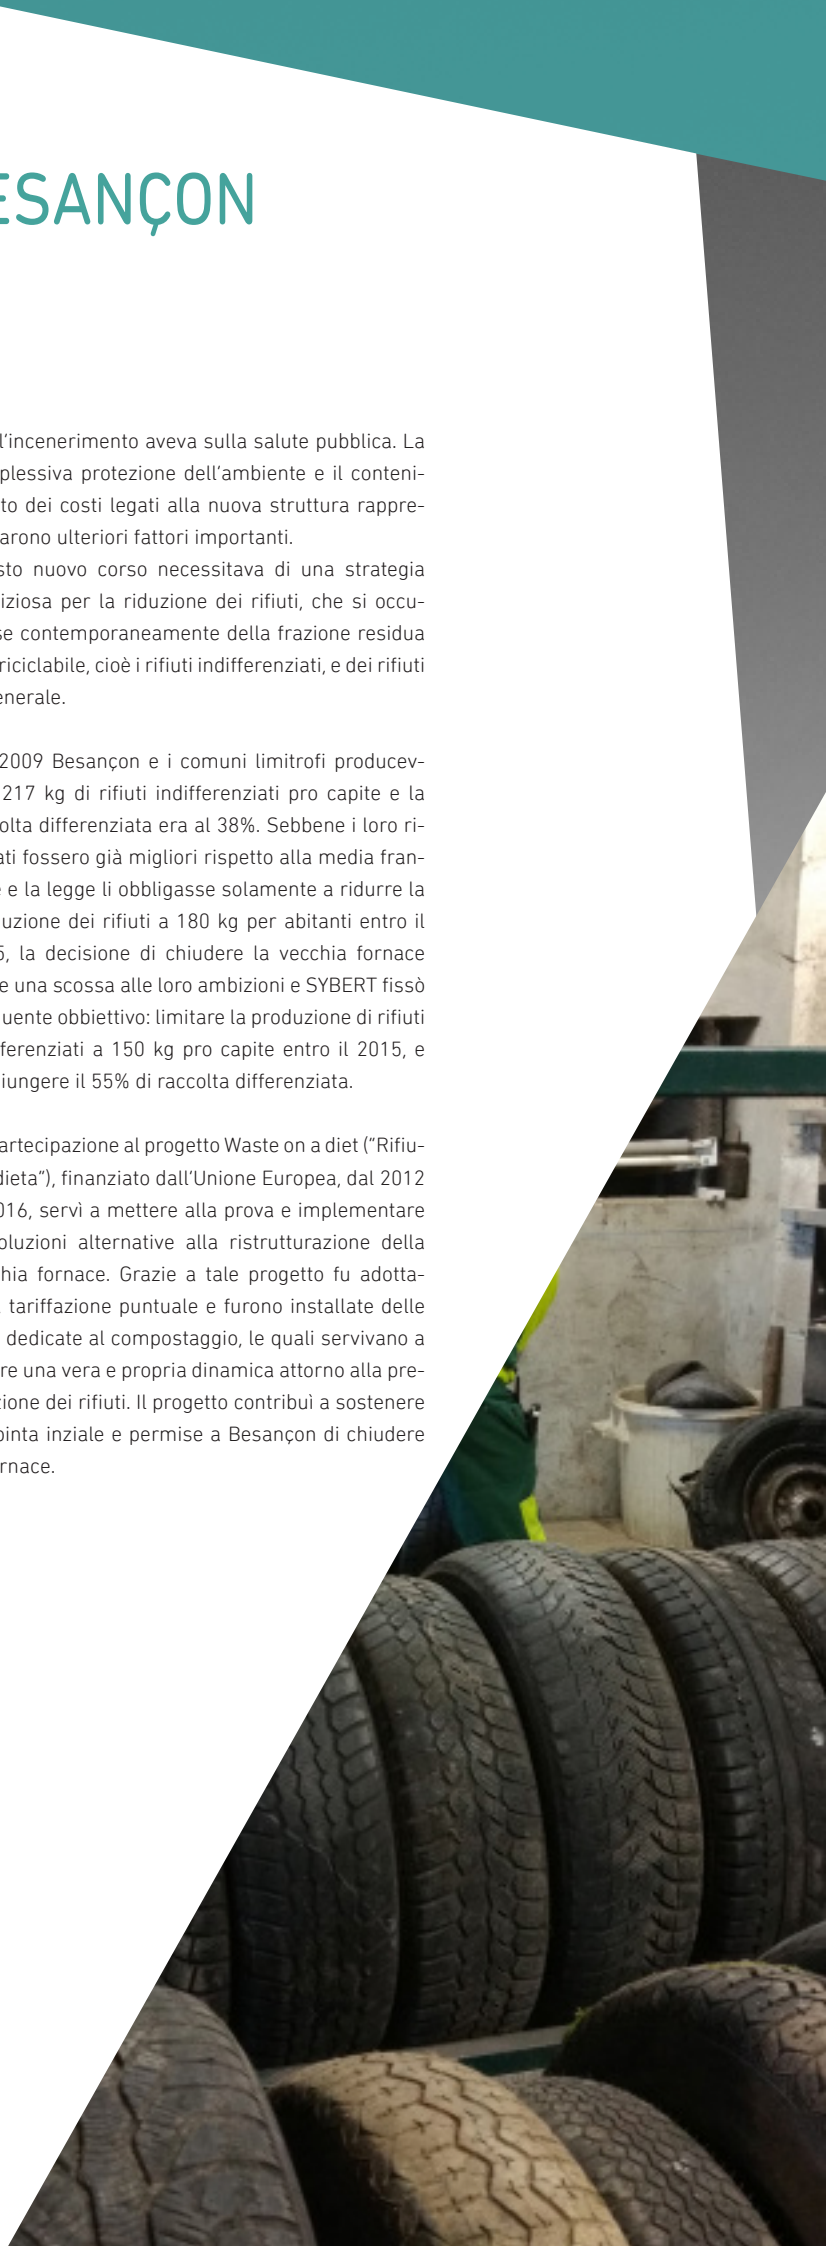 ESANÇON
l'incenerimento aveva sulla salute pubblica. La
plessiva protezione dell'ambiente e il conteni-
to dei costi legati alla nuova struttura rappre-
arono ulteriori fattori importanti.
sto nuovo corso necessitava di una strategia
iziosa per la riduzione dei rifiuti, che si occu-
se contemporaneamente della frazione residua
riciclabile, cioè i rifiuti indifferenziati, e dei rifiuti
enerale.
2009 Besançon e i comuni limitrofi producev-
217 kg di rifiuti indifferenziati pro capite e la
olta differenziata era al 38%. Sebbene i loro ri-
ati fossero già migliori rispetto alla media fran-
e e la legge li obbligasse solamente a ridurre la
uzione dei rifiuti a 180 kg per abitanti entro il
5, la decisione di chiudere la vecchia fornace
e una scossa alle loro ambizioni e SYBERT fissò
uente obbiettivo: limitare la produzione di rifiuti
fferenziati a 150 kg pro capite entro il 2015, e
iungere il 55% di raccolta differenziata.
artecipazione al progetto Waste on a diet (“Rifiu-
dieta”), finanziato dall'Unione Europea, dal 2012
016, servì a mettere alla prova e implementare
oluzioni alternative alla ristrutturazione della
hia fornace. Grazie a tale progetto fu adotta-
tariffazione puntuale e furono installate delle
dedicate al compostaggio, le quali servivano a
re una vera e propria dinamica attorno alla pre-
zione dei rifiuti. Il progetto contribuì a sostenere
pinta inziale e permise a Besançon di chiudere
rnace.